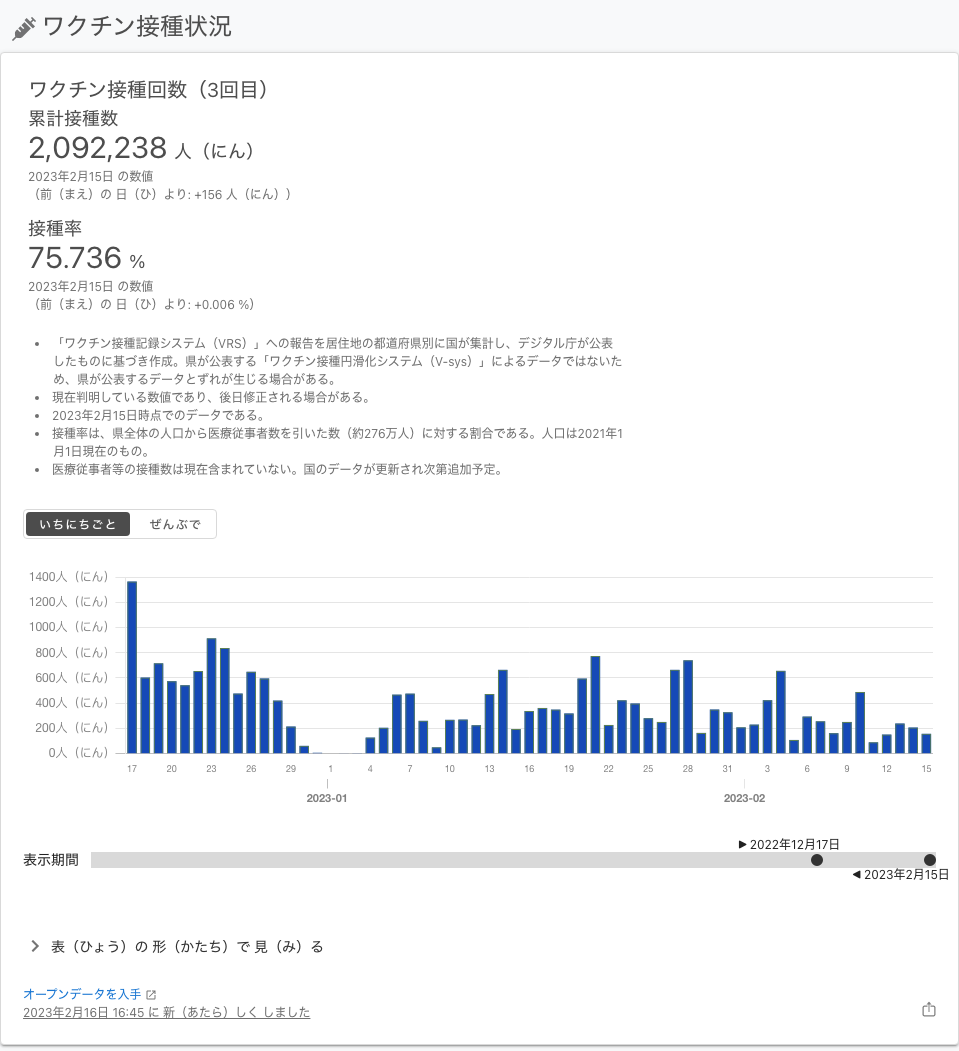 ワクチン接種状況
ワクチン接種回数（3回目）
累計接種数
2,092,238 人（にん）
2023年2月15日 の数値
（前（まえ）の 日（ひ）より: +156 人（にん））
接種率
75.736 %
2023年2月15日 の数値
（前（まえ）の 日（ひ）より: +0.006 %）
• 「ワクチン接種記録システム（VRS）」への報告を居住地の都道府県別に国が集計し、デジタル庁が公表
したものに基づき作成。県が公表する「ワクチン接種円滑化システム（V-sys）」によるデータではないた
め、県が公表するデータとずれが生じる場合がある。
• 現在判明している数値であり、後日修正される場合がある。
• 2023年2月15日時点でのデータである。
• 接種率は、県全体の人口から医療従事者数を引いた数（約276万人）に対する割合である。人口は2021年1
月1日現在のもの。
• 医療従事者等の接種数は現在含まれていない。国のデータが更新され次第追加予定。
いちにちごと ぜんぶで
1400人（にん）
1200人（にん）
1000人（にん）
800人（にん）
600人（にん）
400人（にん）
200人（にん）
0人（にん）
17 20 23 26 29 1 4 7 10 13 16 19 22 25 28 31 3 6 9 12 15
2023-01 2023-02
▶ 2022年12月17日
表示期間
◀ 2023年2月15日
表（ひょう）の 形（かたち）で 見（み）る
オープンデータを入手
2023年2月16日 16:45 に 新（あたら）しく しました